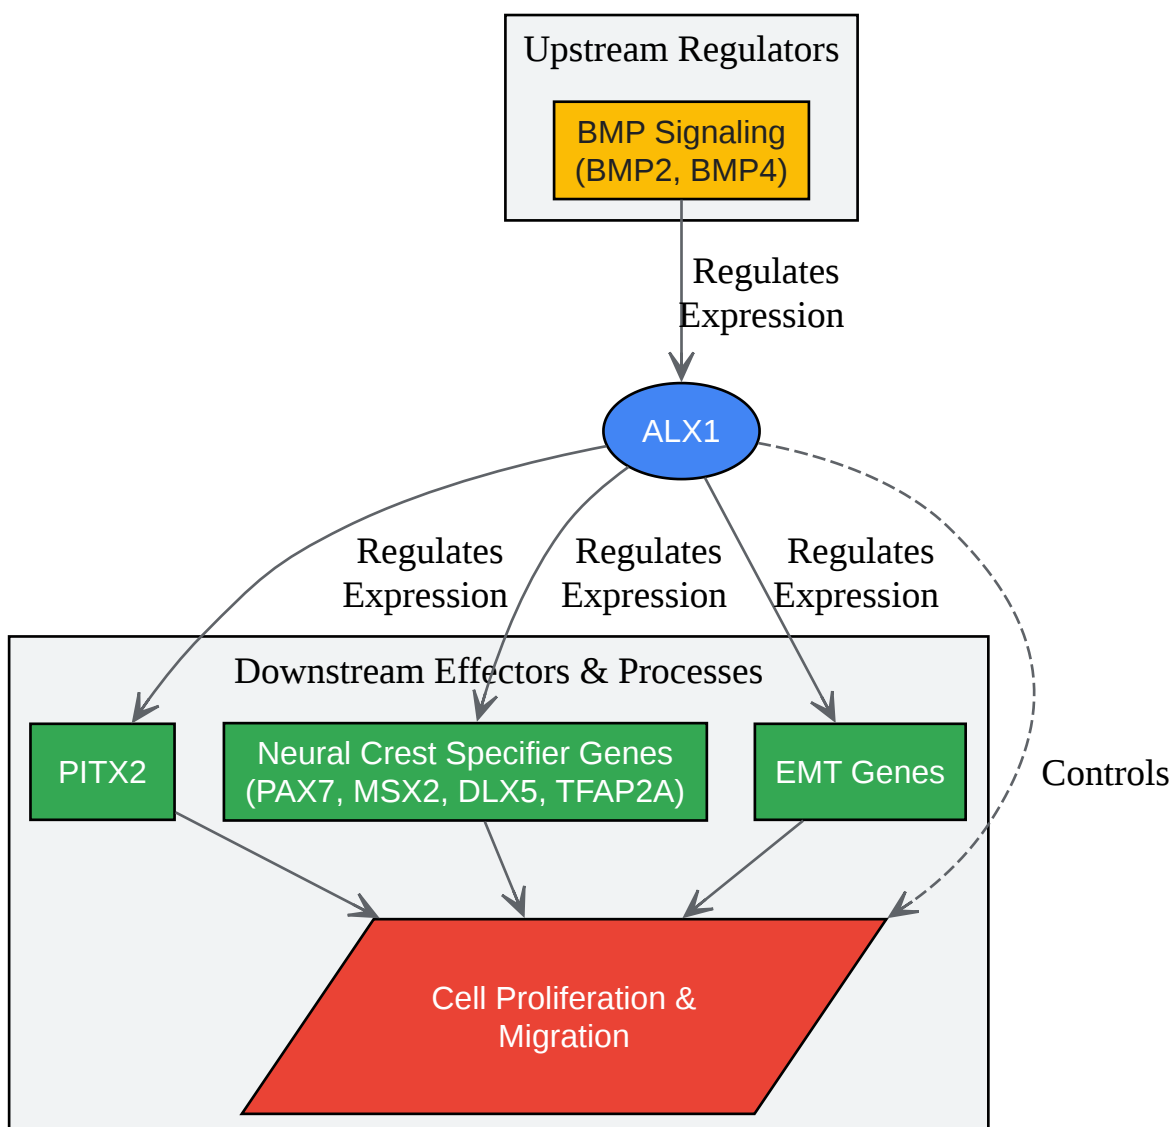 Upstream Regulators
BMP Signaling
(BMP2, BMP4)
Regulates
Expression
ALX1
Regulates
Expression
Regulates
Expression
Regulates
Expression
Downstream Effectors & Processes
PITX2
Neural Crest Specifier Genes
(PAX7, MSX2, DLX5, TFAP2A)
EMT Genes
Controls
Cell Proliferation &
Migration